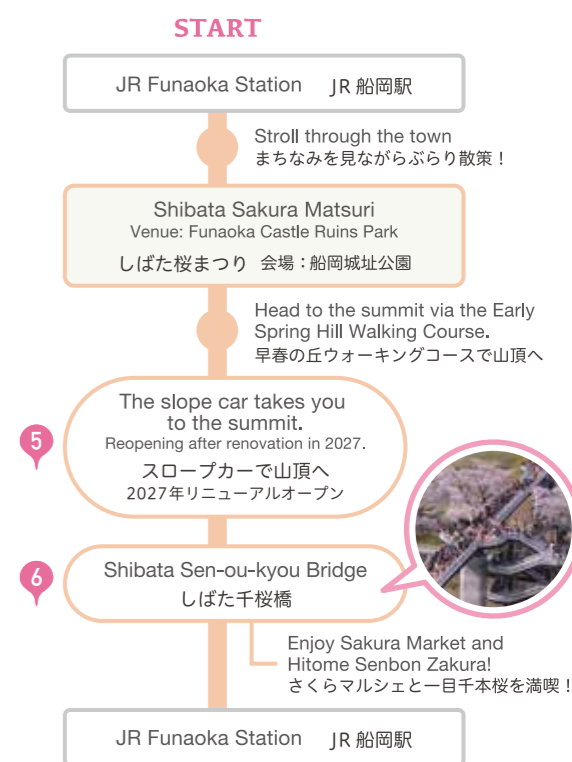 START
JR Funaoka Station JR 船岡駅
Stroll through the town
まちなみを見ながらぶらり散策！
Shibata Sakura Matsuri
Venue: Funaoka Castle Ruins Park
しばた桜まつり 会場：船岡城址公園
Head to the summit via the Early
Spring Hill Walking Course.
早春の丘ウォーキングコースで山頂へ
5
The slope car takes you
to the summit.
Reopening after renovation in 2027.
スロープカーで山頂へ
2027年リニューアルオープン
6
Shibata Sen-ou-kyou Bridge
しばた千桜橋
Enjoy Sakura Market and
Hitome Senbon Zakura!
さくらマルシェと一目千本桜を満喫！
JR Funaoka Station JR 船岡駅